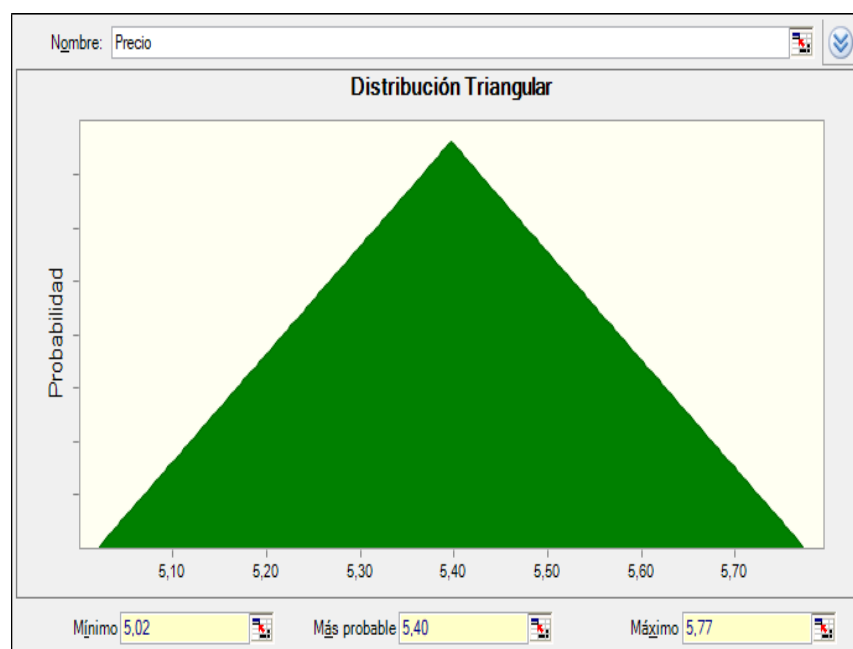 Nombre: Precio
Distribución Triangular
Probabilidad
5,10 5,20 5,30 5,40 5,50 5,60 5,70
Mínimo 5,02 Más probable 5,40 Máximo 5,77